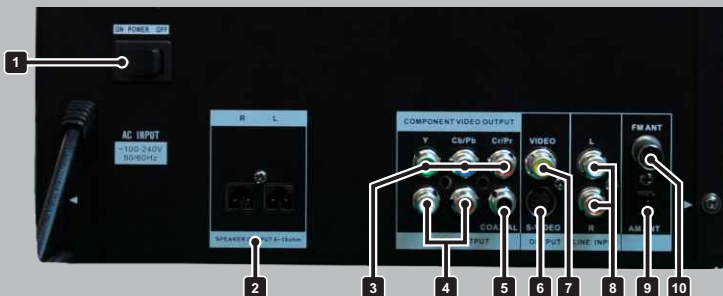 ON POWER OFF
1
AC INPUT
~100-240V
50/60Hz
R L
SPEAKER OUTPUT 8~16ohm
COMPONENT VIDEO OUTPUT
Y Cb/Pb Cr/Pr
VIDEO
L
FM ANT
COAXIAL
S-VIDEO
R
AM ANT
OUTPUT
LINE INPUT
2
3
4
5
6
7
8
9
10